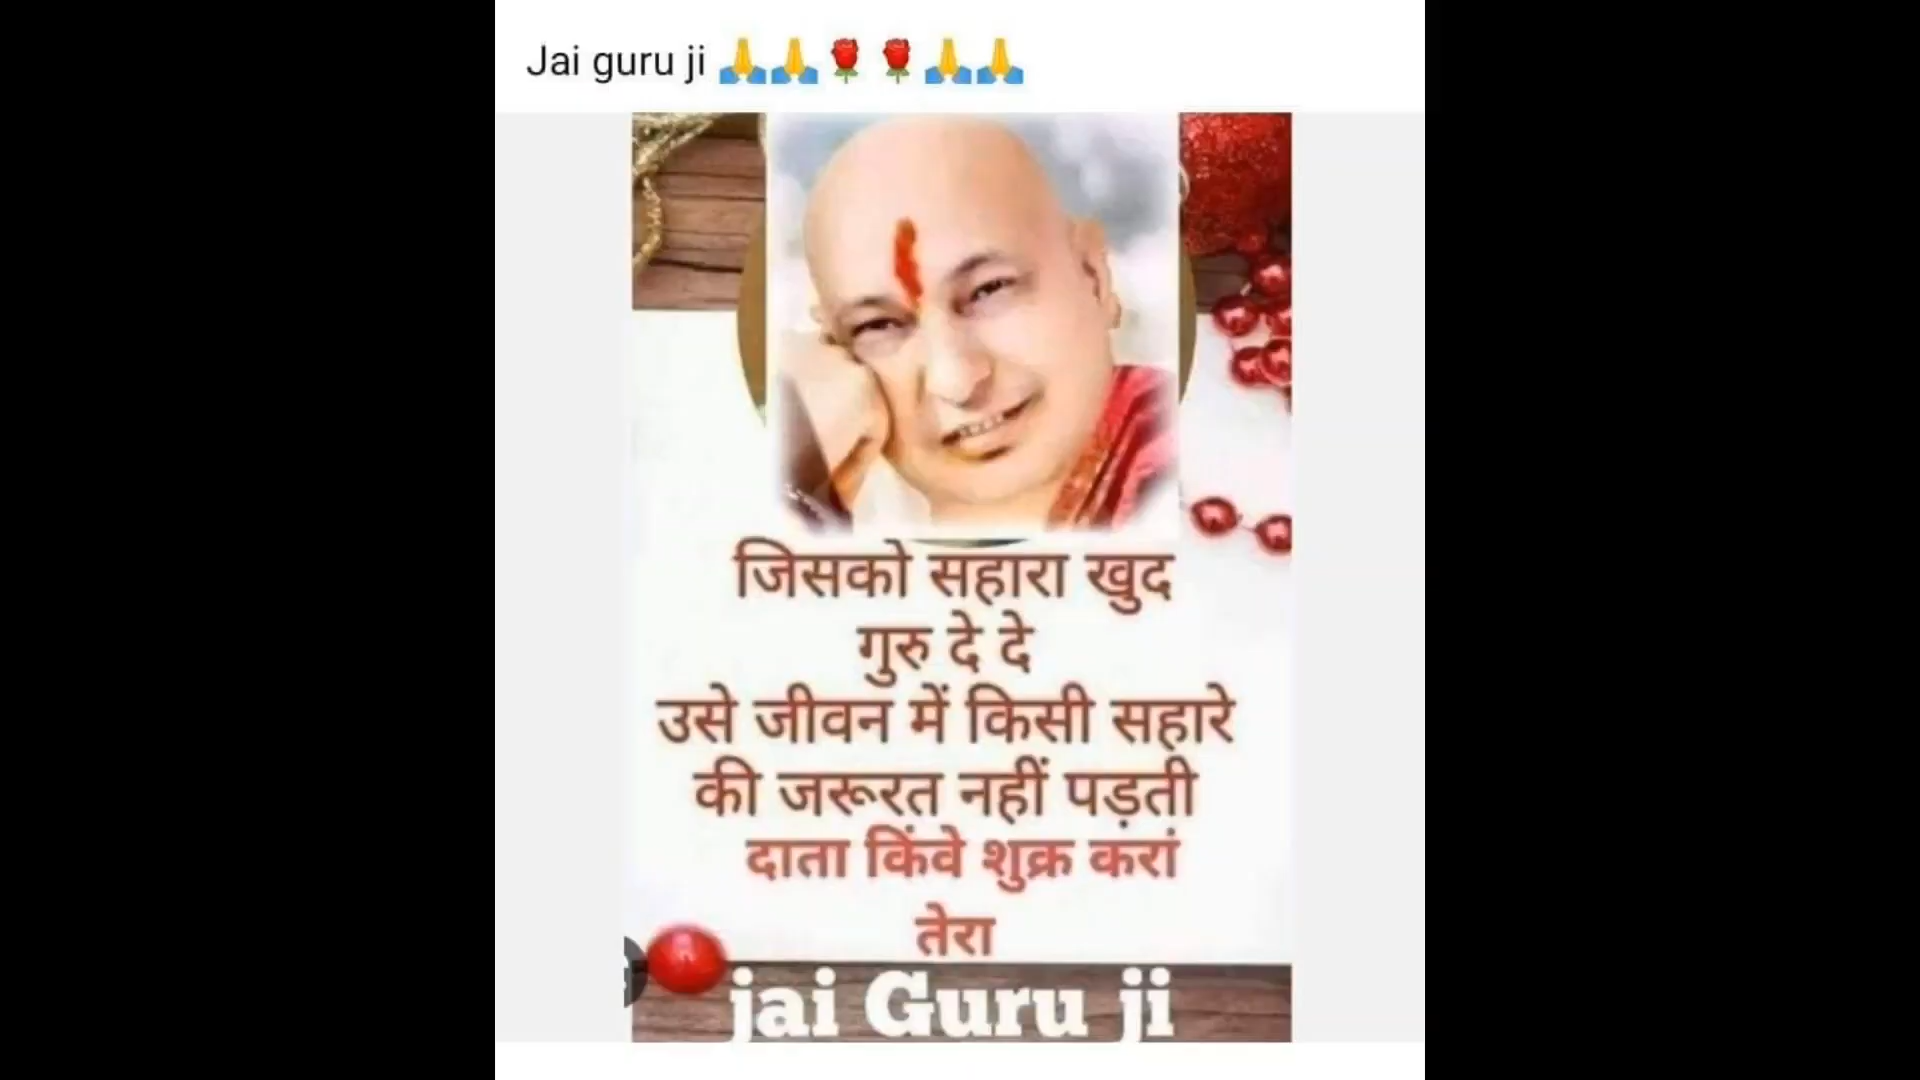 Jai guru ji 🙏🙏🌹🌹🙏🙏
जिसको सहारा खुद
गुरु दे दे
उसे जीवन में किसी सहारे
की जरूरत नहीं पड़ती
दाता किंवे शुक्र करां
तेरा
jai Guru ji